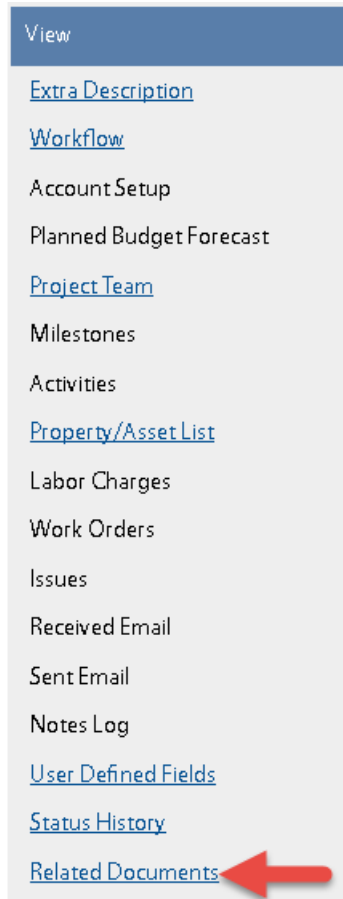 View
Extra Description
Workflow
Account Setup
Planned Budget Forecast
Project Team
Milestones
Activities
Property/Asset List
Labor Charges
Work Orders
Issues
Received Email
Sent Email
Notes Log
User Defined Fields
Status History
Related Documents